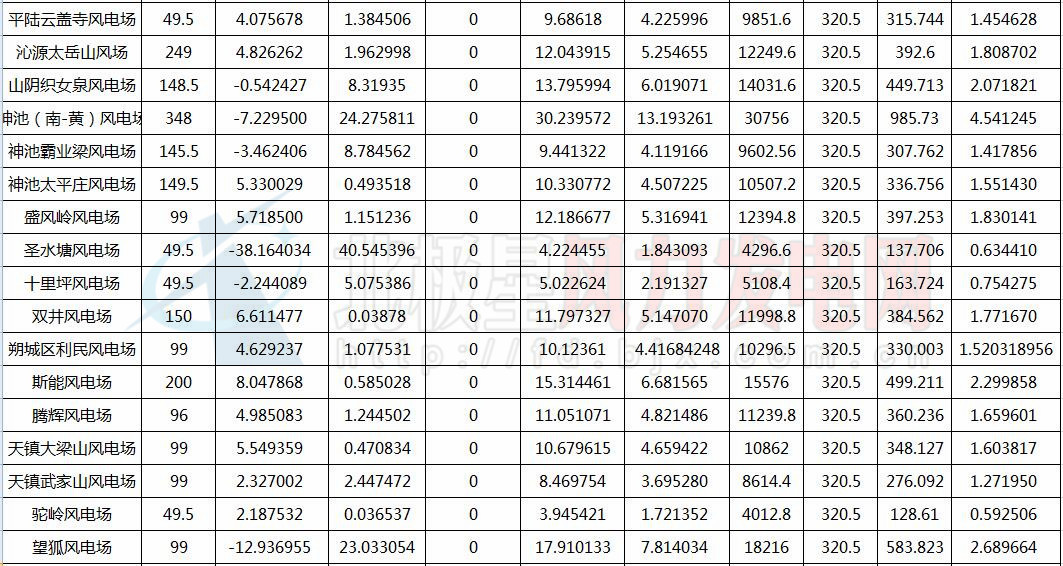 平陆云盖寺风电场 49.5 4.075678 1.384506 0 9.68618 4.225996 9851.6 320.5 315.744 1.454628
沁源太岳山风场 249 4.826262 1.962998 0 12.043915 5.254655 12249.6 320.5 392.6 1.808702
山阴织女泉风电场 148.5 -0.542427 8.31935 0 13.795994 6.019071 14031.6 320.5 449.713 2.071821
神池（南-黄）风电场 348 -7.229500 24.275811 0 30.239572 13.193261 30756 320.5 985.73 4.541245
神池霸业梁风电场 145.5 -3.462406 8.784562 0 9.441322 4.119166 9602.56 320.5 307.762 1.417856
神池太平庄风电场 149.5 5.330029 0.493518 0 10.330772 4.507225 10507.2 320.5 336.756 1.551430
盛风岭风电场 99 5.718500 1.151236 0 12.186677 5.316941 12394.8 320.5 397.253 1.830141
圣水塘风电场 49.5 -38.164034 40.545396 0 4.224455 1.843093 4296.6 320.5 137.706 0.634410
十里坪风电场 49.5 -2.244089 5.075386 0 5.022624 2.191327 5108.4 320.5 163.724 0.754275
双井风电场 150 6.611477 0.03878 0 11.797327 5.147070 11998.8 320.5 384.562 1.771670
朔城区利民风电场 99 4.629237 1.077531 0 10.12361 4.41684248 10296.5 320.5 330.003 1.520318956
斯能风电场 200 8.047868 0.585028 0 15.314461 6.681565 15576 320.5 499.211 2.299858
腾辉风电场 96 4.985083 1.244502 0 11.051071 4.821486 11239.8 320.5 360.236 1.659601
天镇大梁山风电场 99 5.549359 0.470834 0 10.679615 4.659422 10862 320.5 348.127 1.603817
天镇武家山风电场 99 2.327002 2.447472 0 8.469754 3.695280 8614.4 320.5 276.092 1.271950
驼岭风电场 49.5 2.187532 0.036537 0 3.945421 1.721352 4012.8 320.5 128.61 0.592506
望狐风电场 99 -12.936955 23.033054 0 17.910133 7.814034 18216 320.5 583.823 2.689664
北极星风力发电网
http://fd.bjx.com.cn